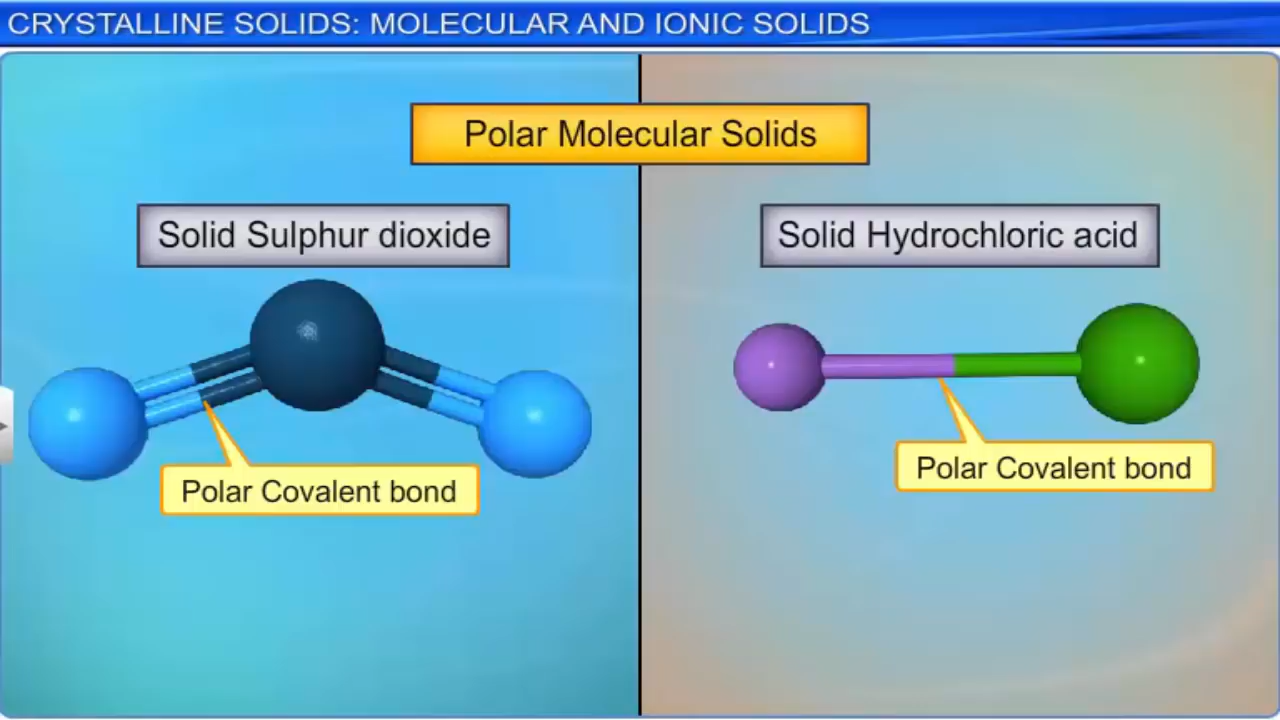 CRYSTALLINE SOLIDS: MOLECULAR AND IONIC SOLIDS
Polar Molecular Solids
Solid Sulphur dioxide
Polar Covalent bond
Solid Hydrochloric acid
Polar Covalent bond